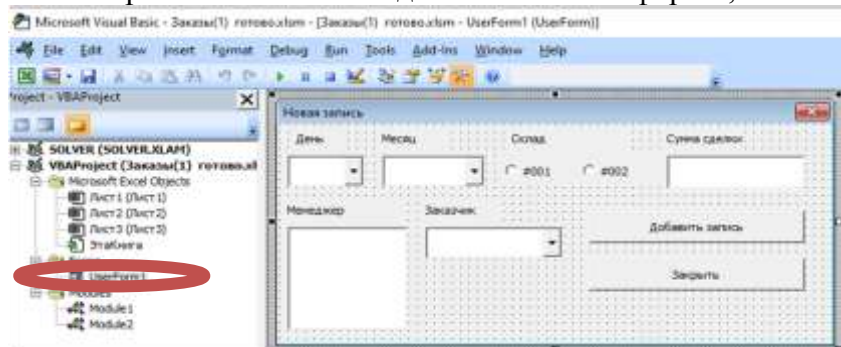 Microsoft Visual Basic - Заказы(1) готово.xlsm - [Заказы(1) готово.xlsm - UserForm1 (UserForm)]
File Edit View Insert Format Debug Run Tools Add-Ins Window Help
Project - VBAProject
SOLVER (SOLVER.XLAM)
VBAProject (Заказы(1) готово.xl
Microsoft Excel Objects
Лист1 (Лист1)
Лист2 (Лист2)
Лист3 (Лист3)
ЭтаКнига
UserForm1
Modules
Module1
Module2
Новая запись
День Месяц Склад Сумма сделки
#001 #002
Менеджер Заказчик
Добавить запись
Закрыть